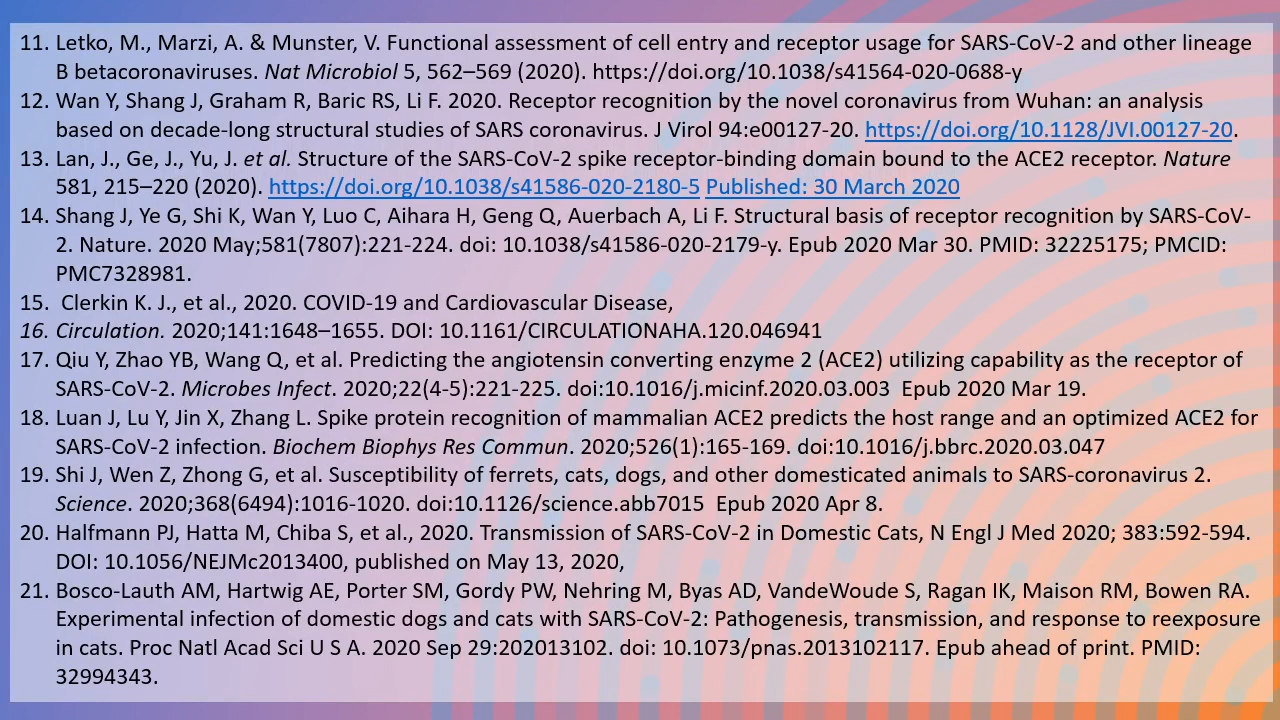 11. Letko, M., Marzi, A. & Munster, V. Functional assessment of cell entry and receptor usage for SARS-CoV-2 and other lineage
B betacoronaviruses. Nat Microbiol 5, 562–569 (2020). https://doi.org/10.1038/s41564-020-0688-y
12. Wan Y, Shang J, Graham R, Baric RS, Li F. 2020. Receptor recognition by the novel coronavirus from Wuhan: an analysis
based on decade-long structural studies of SARS coronavirus. J Virol 94:e00127-20. https://doi.org/10.1128/JVI.00127-20.
13. Lan, J., Ge, J., Yu, J. et al. Structure of the SARS-CoV-2 spike receptor-binding domain bound to the ACE2 receptor. Nature
581, 215–220 (2020). https://doi.org/10.1038/s41586-020-2180-5 Published: 30 March 2020
14. Shang J, Ye G, Shi K, Wan Y, Luo C, Aihara H, Geng Q, Auerbach A, Li F. Structural basis of receptor recognition by SARS-CoV-
2. Nature. 2020 May;581(7807):221-224. doi: 10.1038/s41586-020-2179-y. Epub 2020 Mar 30. PMID: 32225175; PMCID:
PMC7328981.
15. Clerkin K. J., et al., 2020. COVID-19 and Cardiovascular Disease,
16. Circulation. 2020;141:1648–1655. DOI: 10.1161/CIRCULATIONAHA.120.046941
17. Qiu Y, Zhao YB, Wang Q, et al. Predicting the angiotensin converting enzyme 2 (ACE2) utilizing capability as the receptor of
SARS-CoV-2. Microbes Infect. 2020;22(4-5):221-225. doi:10.1016/j.micinf.2020.03.003 Epub 2020 Mar 19.
18. Luan J, Lu Y, Jin X, Zhang L. Spike protein recognition of mammalian ACE2 predicts the host range and an optimized ACE2 for
SARS-CoV-2 infection. Biochem Biophys Res Commun. 2020;526(1):165-169. doi:10.1016/j.bbrc.2020.03.047
19. Shi J, Wen Z, Zhong G, et al. Susceptibility of ferrets, cats, dogs, and other domesticated animals to SARS-coronavirus 2.
Science. 2020;368(6494):1016-1020. doi:10.1126/science.abb7015 Epub 2020 Apr 8.
20. Halfmann PJ, Hatta M, Chiba S, et al., 2020. Transmission of SARS-CoV-2 in Domestic Cats, N Engl J Med 2020; 383:592-594.
DOI: 10.1056/NEJMc2013400, published on May 13, 2020,
21. Bosco-Lauth AM, Hartwig AE, Porter SM, Gordy PW, Nehring M, Byas AD, VandeWoude S, Ragan IK, Maison RM, Bowen RA.
Experimental infection of domestic dogs and cats with SARS-CoV-2: Pathogenesis, transmission, and response to reexposure
in cats. Proc Natl Acad Sci U S A. 2020 Sep 29:202013102. doi: 10.1073/pnas.2013102117. Epub ahead of print. PMID:
32994343.